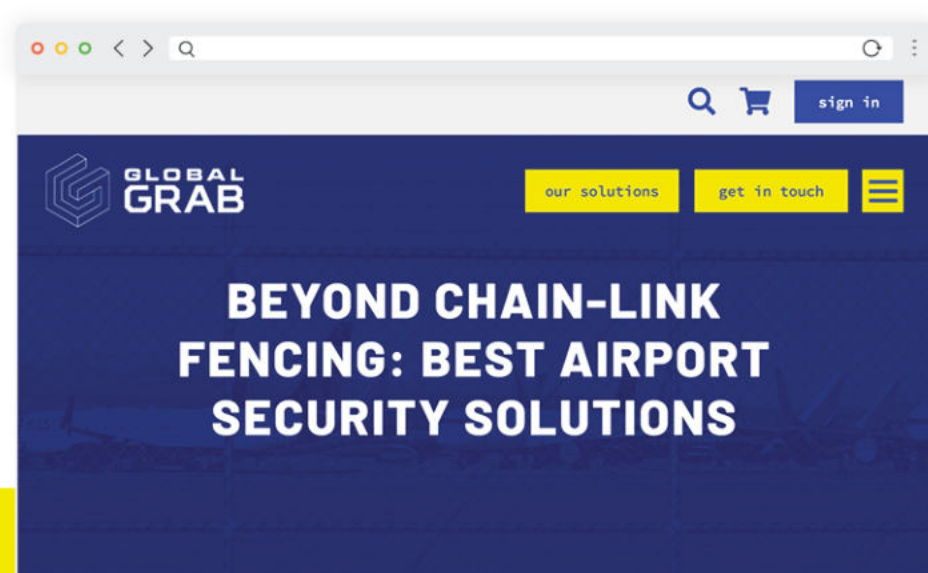 sign in
GLOBAL
GRAB
our solutions
get in touch
BEYOND CHAIN-LINK
FENCING: BEST AIRPORT
SECURITY SOLUTIONS